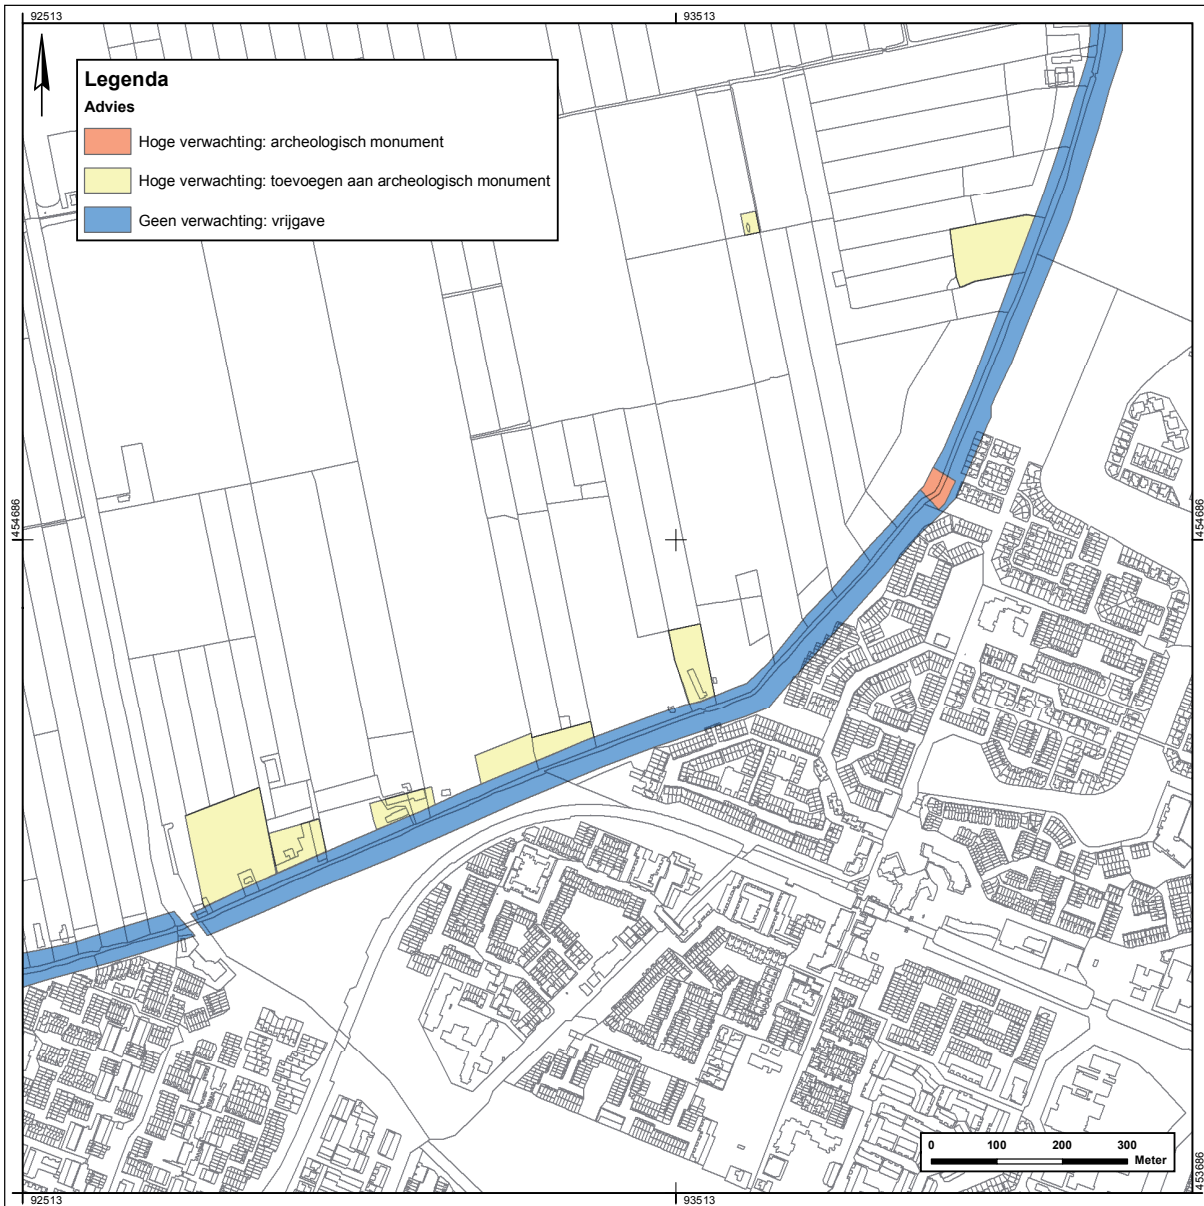 92513
93513
Legenda
Advies
Hoge verwachting: archeologisch monument
Hoge verwachting: toevoegen aan archeologisch monument
Geen verwachting: vrijgave
454686
454686
0 100 200 300
Meter
453686
92513
93513